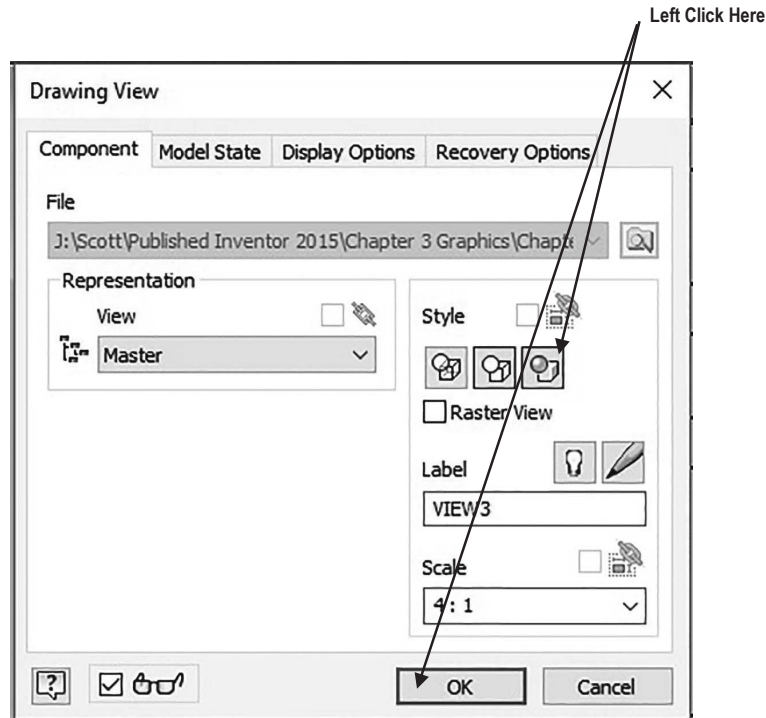 Left Click Here
Drawing View
Component Model State Display Options Recovery Options
File
J:\Scott\Published Inventor 2015\Chapter 3 Graphics\Chapte
Representation
View
Master
Style
Raster View
Label
VIEW3
Scale
4 : 1
OK Cancel